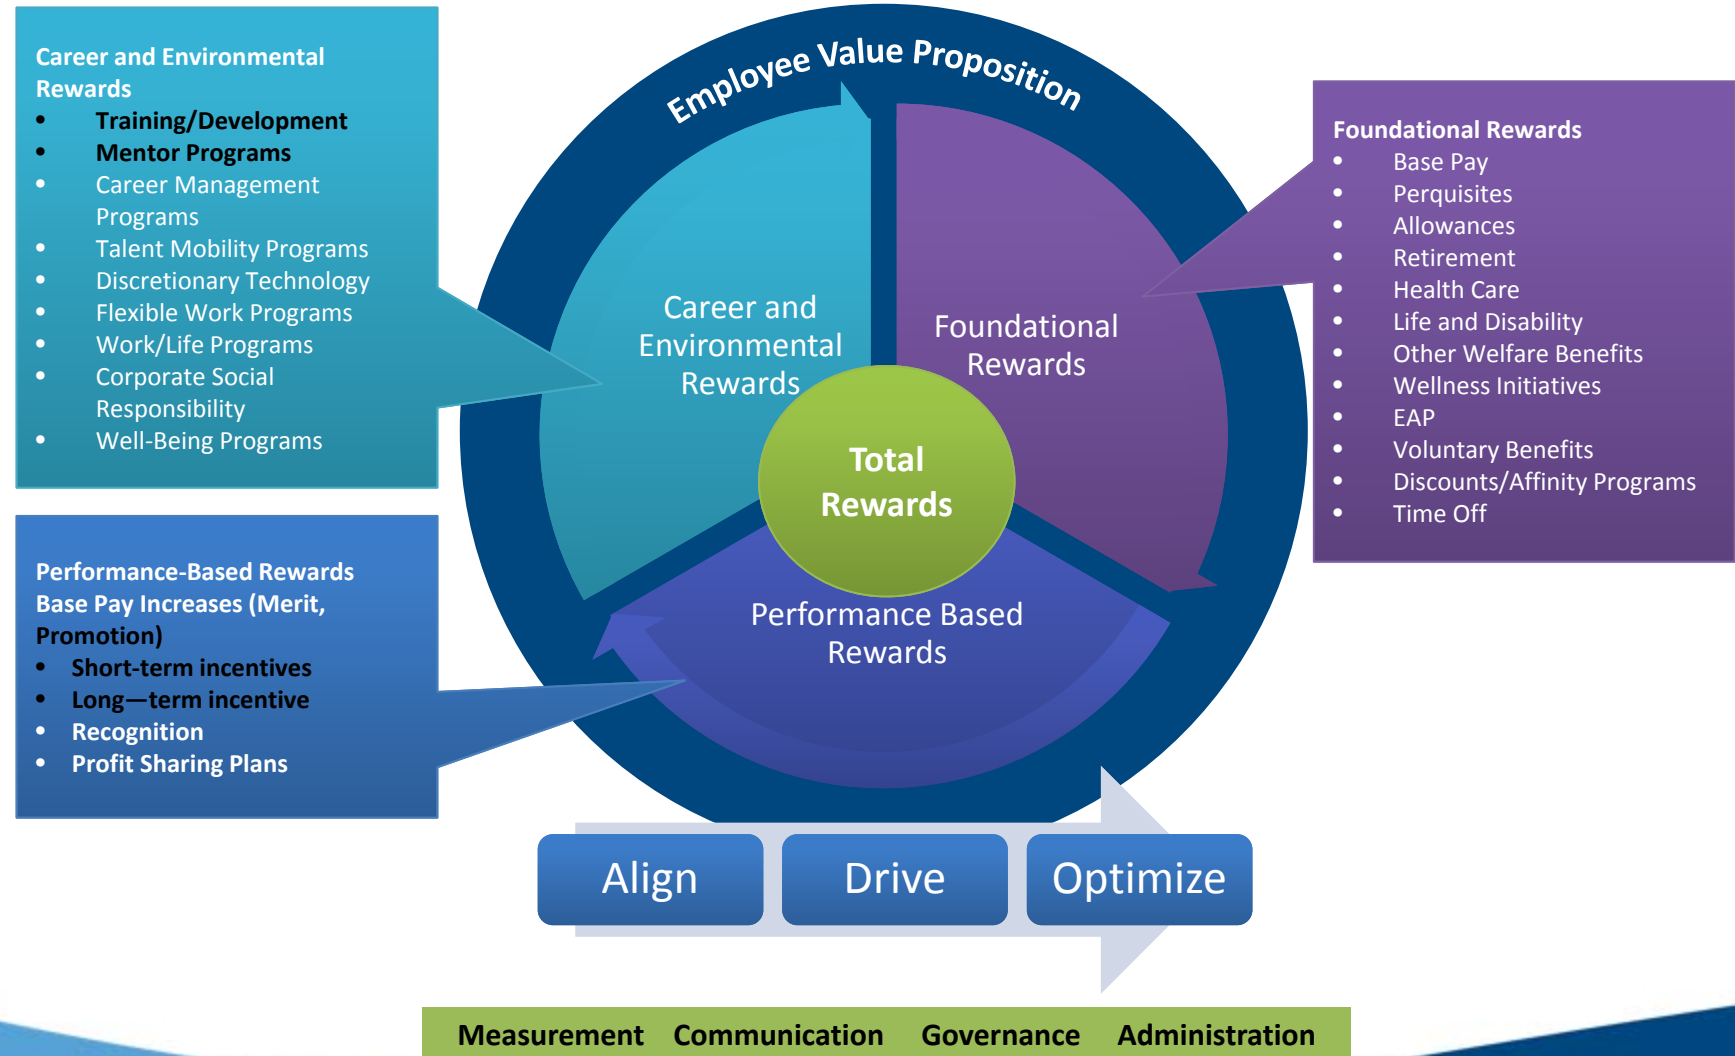 Career and Environmental
Rewards
• Training/Development
• Mentor Programs
• Career Management
Programs
• Talent Mobility Programs
• Discretionary Technology
• Flexible Work Programs
• Work/Life Programs
• Corporate Social
Responsibility
• Well-Being Programs
Performance-Based Rewards
Base Pay Increases (Merit,
Promotion)
• Short-term incentives
• Long—term incentive
• Recognition
• Profit Sharing Plans
Employee Value Proposition
Career and
Environmental
Rewards
Foundational
Rewards
Total
Rewards
Performance Based
Rewards
Foundational Rewards
• Base Pay
• Perquisites
• Allowances
• Retirement
• Health Care
• Life and Disability
• Other Welfare Benefits
• Wellness Initiatives
• EAP
• Voluntary Benefits
• Discounts/Affinity Programs
• Time Off
Align
Drive
Optimize
Measurement Communication Governance Administration